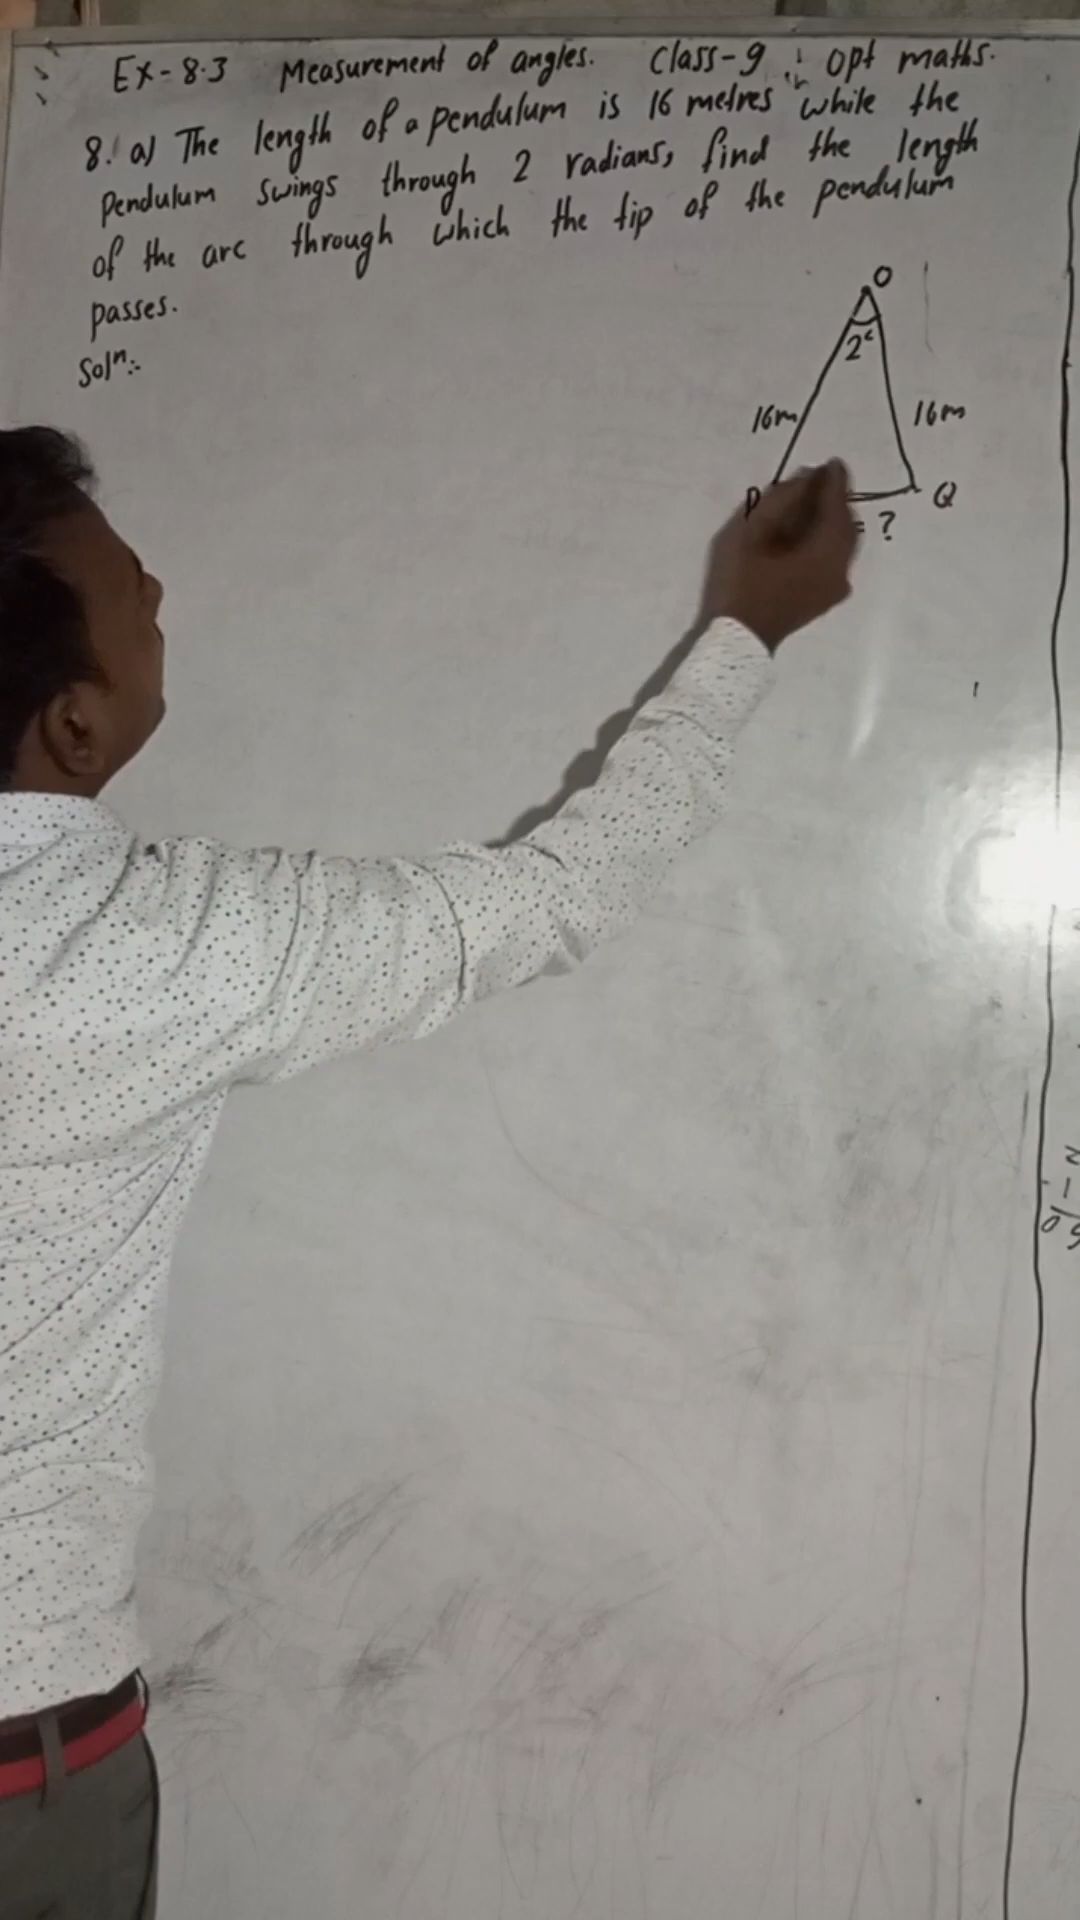 Ex-8.3 Measurement of angles. Class-9 : opt maths.
8. a) The length of a pendulum is 16 metres while the
pendulum swings through 2 radians, find the length
of the arc through which the tip of the pendulum
passes.
Solⁿ:-
O
2ᶜ
16m
16m
P
Q
= ?